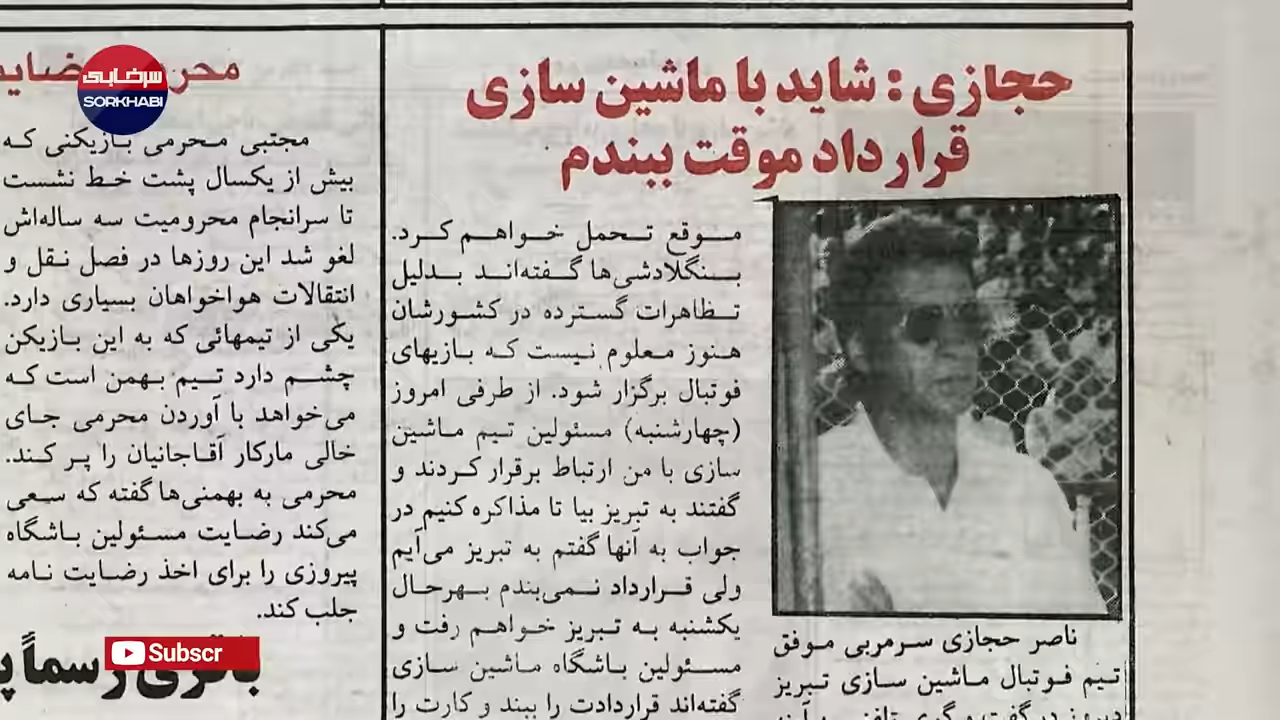 حجازی : شاید با ماشین سازی
قرارداد موقت ببندم
ناصر حجازی سرمربی موفق
تیم فوتبال ماشین سازی تبریز
موقع تحمل خواهم کرد.
بنگلادشی‌ها گفته‌اند بدلیل
تظاهرات گسترده در کشورشان
هنوز معلوم نیست که بازیهای
فوتبال برگزار شود. از طرفی امروز
(چهارشنبه) مسئولین تیم ماشین
سازی با من ارتباط برقرار کردند و
گفتند به تبریز بیا تا مذاکره کنیم در
جواب به آنها گفتم به تبریز می‌آیم
ولی قرارداد نمی‌بندم بهرحال
یکشنبه به تبریز خواهم رفت و
مسئولین باشگاه ماشین سازی
گفته‌اند قراردادت را ببند و کارت را
مجتبی محرمی بازیکنی که
بیش از یکسال پشت خط نشست
تا سرانجام محرومیت سه ساله‌اش
لغو شد این روزها در فصل نقل و
انتقالات هواخواهان بسیاری دارد.
یکی از تیمهائی که به این بازیکن
چشم دارد تیم بهمن است که
می‌خواهد با آوردن محرمی جای
خالی مارکار آقاجانیان را پر کند.
محرمی به بهمنی‌ها گفته که سعی
می‌کند رضایت مسئولین باشگاه
پیروزی را برای اخذ رضایت نامه
جلب کند.
رسماً
سرخابی
SORKHABI
Subscr